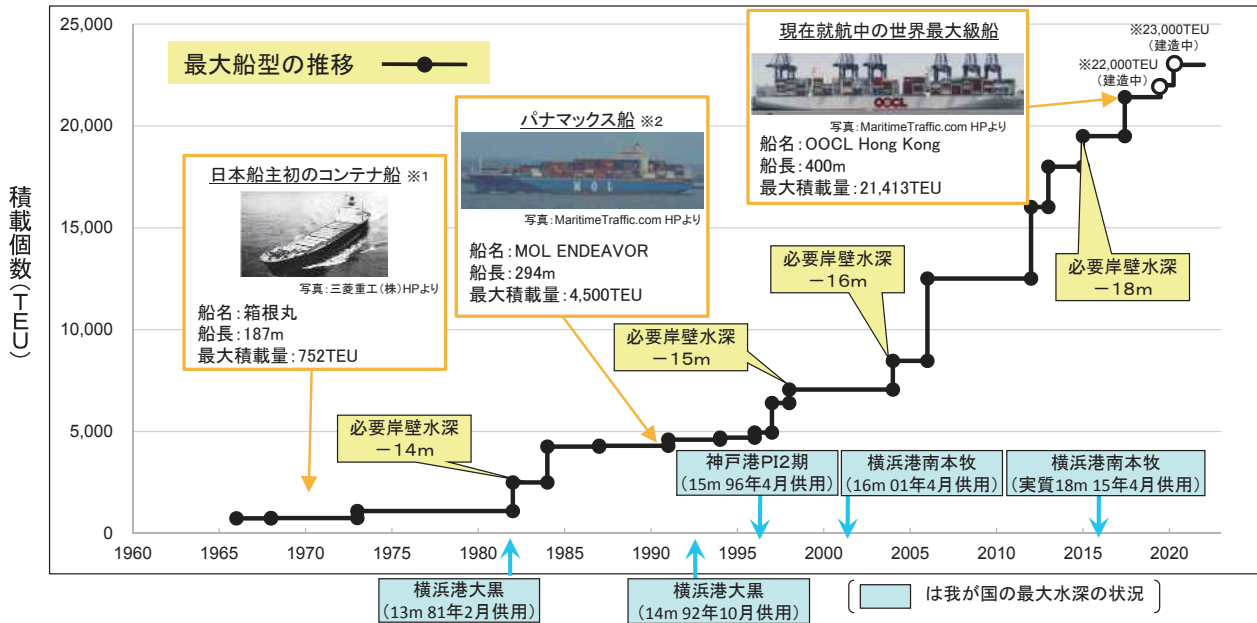 積載個数(TEU)
25,000
20,000
15,000
10,000
5,000
0
最大船型の推移
日本船主初のコンテナ船 ※1
写真:三菱重工(株)HPより
船名:箱根丸
船長:187m
最大積載量:752TEU
パナマックス船 ※2
MOL
写真:MaritimeTraffic.com HPより
船名:MOL ENDEAVOR
船長:294m
最大積載量:4,500TEU
現在就航中の世界最大級船
OOCL
写真:MaritimeTraffic.com HPより
船名:OOCL Hong Kong
船長:400m
最大積載量:21,413TEU
※22,000TEU
(建造中)
※23,000TEU
(建造中)
必要岸壁水深
-14m
必要岸壁水深
-15m
必要岸壁水深
-16m
必要岸壁水深
-18m
神戸港PI2期
(15m 96年4月供用)
横浜港南本牧
(16m 01年4月供用)
横浜港南本牧
(実質18m 15年4月供用)
1960 1965 1970 1975 1980 1985 1990 1995 2000 2005 2010 2015 2020
横浜港大黒
(13m 81年2月供用)
横浜港大黒
(14m 92年10月供用)
は我が国の最大水深の状況